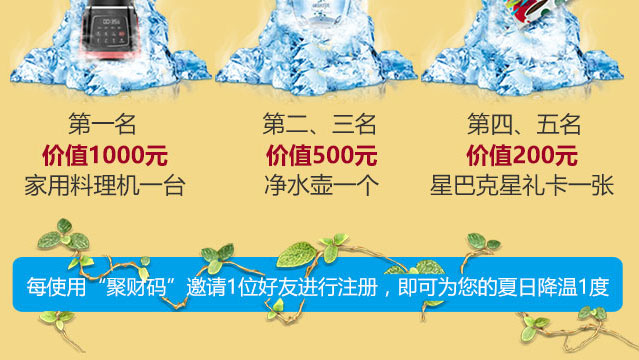 第一名
第二、三名
第四、五名
价值1000元
价值500元
价值200元
家用料理机一台
净水壶一个
星巴克星礼卡一张
每使用“聚财码”邀请1位好友进行注册，即可为您的夏日降温1度